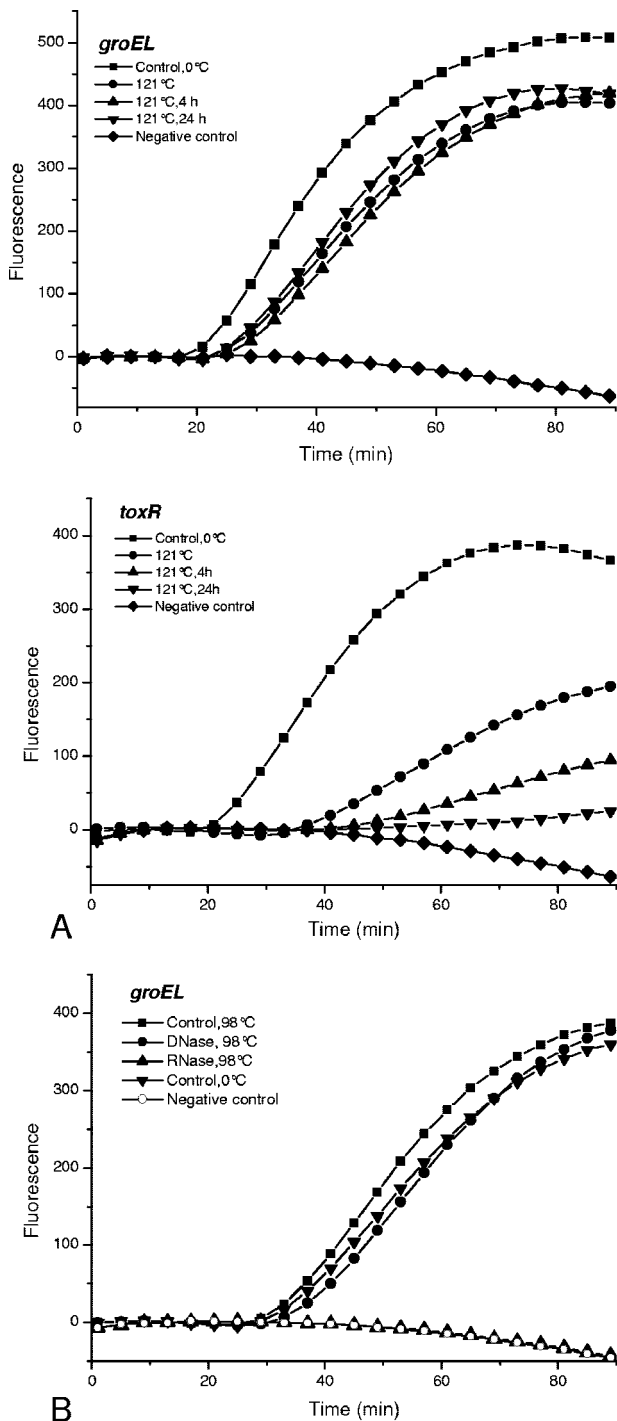 groEL
Control,0°C
121°C
121°C,4 h
121°C,24 h
Negative control
500
400
300
200
100
0
Fluorescence
0 20 40 60 80
Time (min)
toxR
Control,0°C
121°C
121°C,4h
121°C,24h
Negative control
400
300
200
100
0
Fluorescence
0 20 40 60 80
Time (min)
A
groEL
Control,98°C
DNase, 98°C
RNase,98°C
Control,0°C
Negative control
400
300
200
100
0
Fluorescence
0 20 40 60 80
Time (min)
B